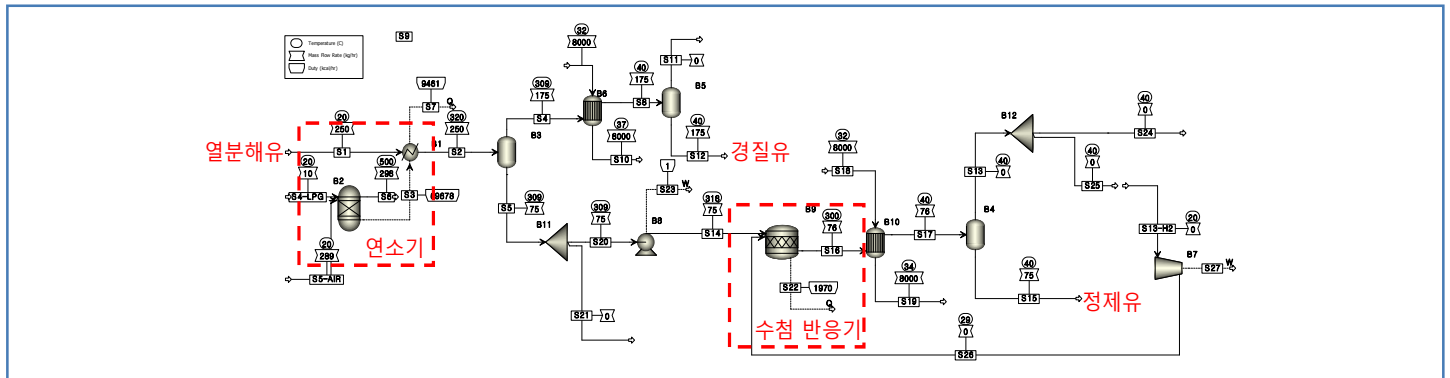 Temperature (C)
Mass Flow Rate (kg/hr)
Duty (kcal/hr)
S9
열분해유
20
250
S1
20
10
S4-LPG
B2
500
298
S6
20
289
S5-AIR
연소기
9461
S7
Q
B1
320
250
S2
S3
69678
B3
309
175
S4
309
S5
75
32
8000
B6
37
8000
S10
40
175
S8
B5
S11
0
40
175
S12
경질유
B11
309
75
S20
S21
0
B8
1
S23
W
316
75
S14
B9
300
76
S16
S22
1970
Q
수첨 반응기
32
8000
S18
B10
34
8000
S19
40
76
S17
B4
S13
40
0
40
75
S15
정제유
B12
40
0
S24
40
0
S25
S13-H2
20
0
B7
S27
W
29
0
S26